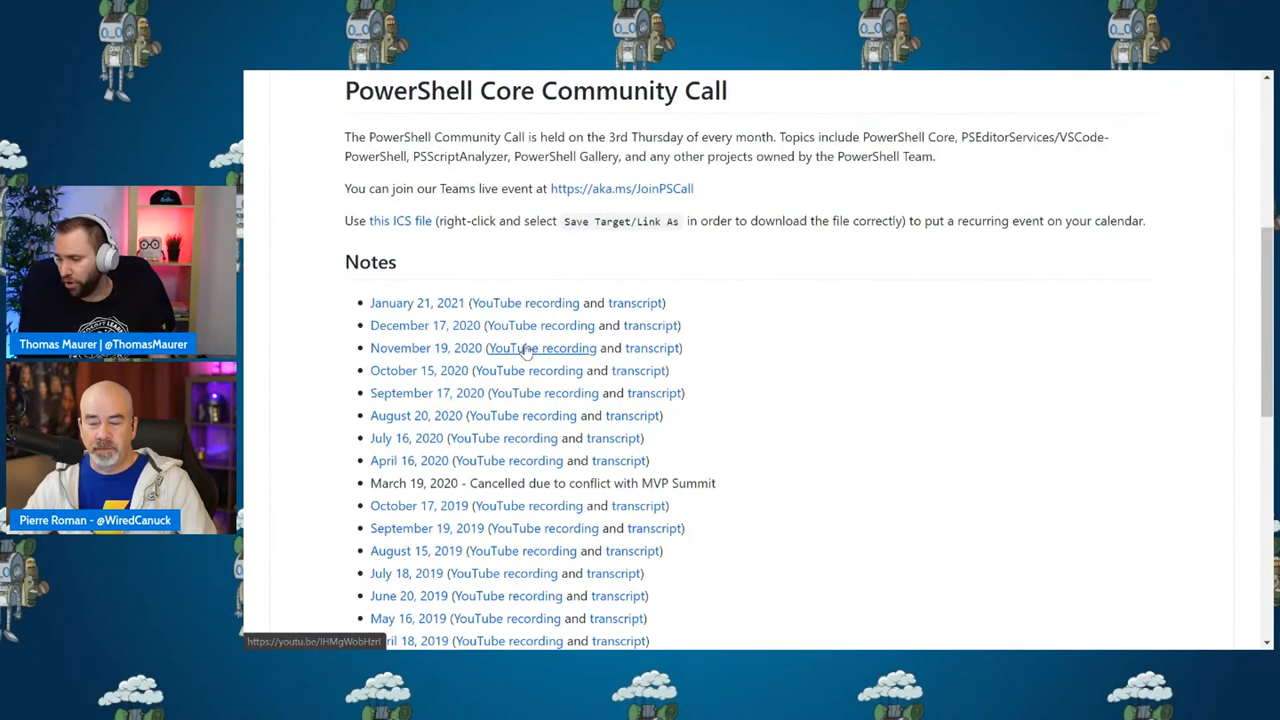 PowerShell Core Community Call
The PowerShell Community Call is held on the 3rd Thursday of every month. Topics include PowerShell Core, PSEditorServices/VSCode-
PowerShell, PSScriptAnalyzer, PowerShell Gallery, and any other projects owned by the PowerShell Team.
You can join our Teams live event at https://aka.ms/JoinPSCall
Use this ICS file (right-click and select Save Target/Link As in order to download the file correctly) to put a recurring event on your calendar.
Notes
January 21, 2021 (YouTube recording and transcript)
December 17, 2020 (YouTube recording and transcript)
November 19, 2020 (YouTube recording and transcript)
October 15, 2020 (YouTube recording and transcript)
September 17, 2020 (YouTube recording and transcript)
August 20, 2020 (YouTube recording and transcript)
July 16, 2020 (YouTube recording and transcript)
April 16, 2020 (YouTube recording and transcript)
March 19, 2020 - Cancelled due to conflict with MVP Summit
October 17, 2019 (YouTube recording and transcript)
September 19, 2019 (YouTube recording and transcript)
August 15, 2019 (YouTube recording and transcript)
July 18, 2019 (YouTube recording and transcript)
June 20, 2019 (YouTube recording and transcript)
May 16, 2019 (YouTube recording and transcript)
18, 2019 (YouTube recording and transcript)
Thomas Maurer | @ThomasMaurer
Pierre Roman - @WiredCanuck